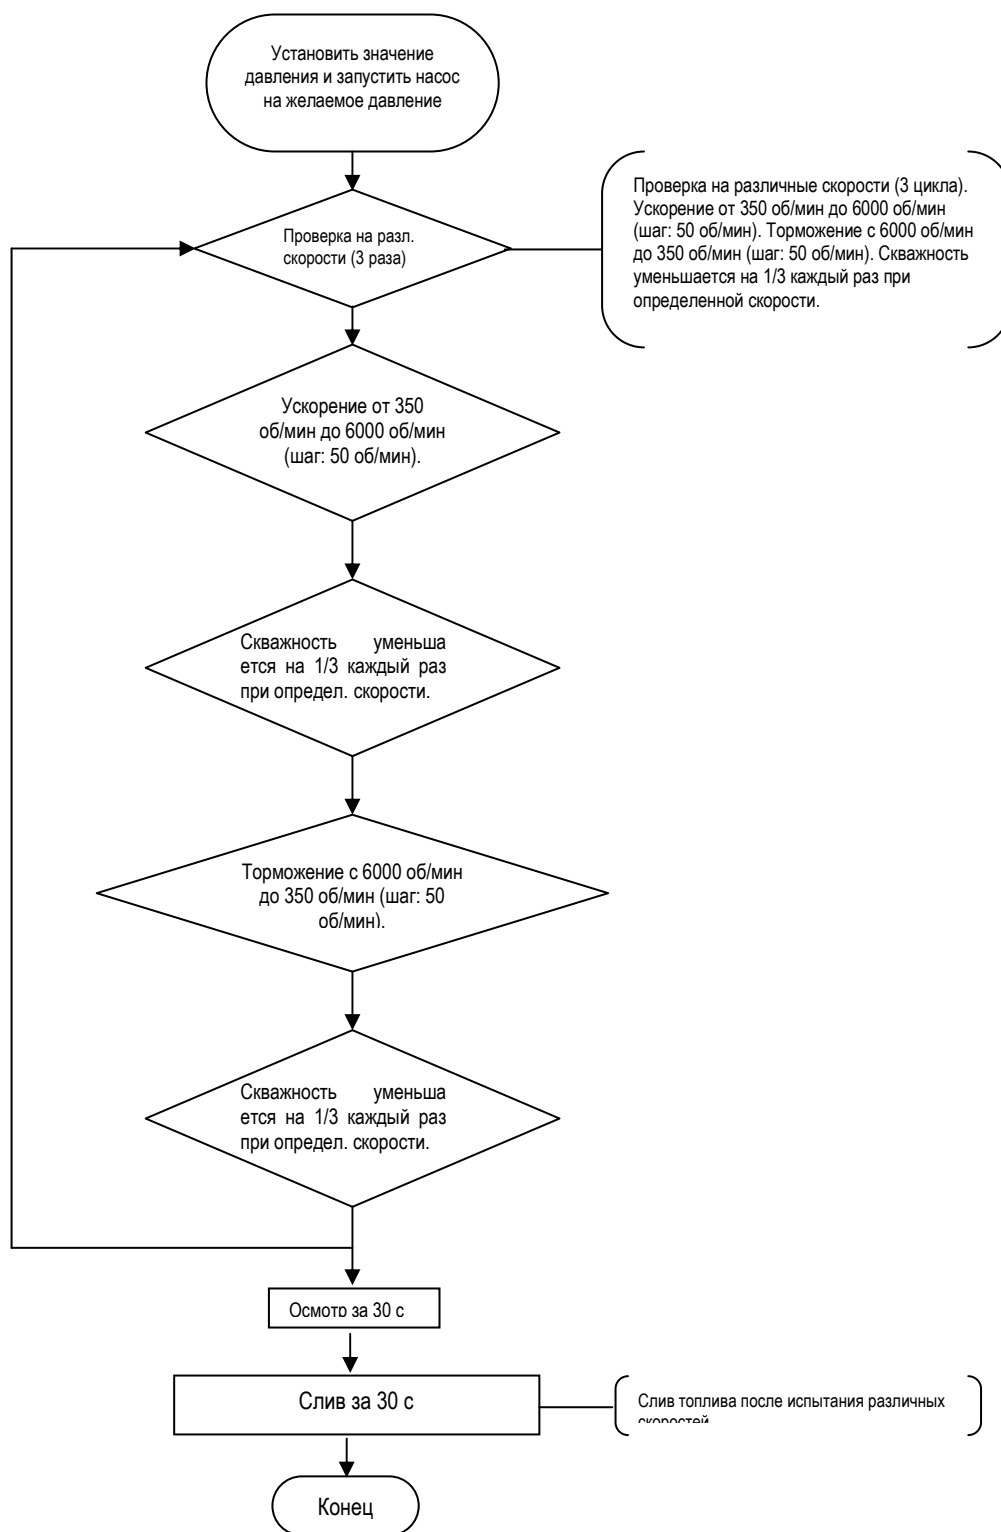 Установить значение
давления и запустить насос
на желаемое давление
Проверка на разл.
скорости (3 раза)
Проверка на различные скорости (3 цикла).
Ускорение от 350 об/мин до 6000 об/мин
(шаг: 50 об/мин). Торможение с 6000 об/мин
до 350 об/мин (шаг: 50 об/мин). Скважность
уменьшается на 1/3 каждый раз при
определенной скорости.
Ускорение от 350
об/мин до 6000 об/мин
(шаг: 50 об/мин).
Скважность уменьша
ется на 1/3 каждый раз
при определ. скорости.
Торможение с 6000 об/мин
до 350 об/мин (шаг: 50
об/мин).
Скважность уменьша
ется на 1/3 каждый раз
при определ. скорости.
Осмотр за 30 с
Слив за 30 с
Слив топлива после испытания различных
скоростей
Конец